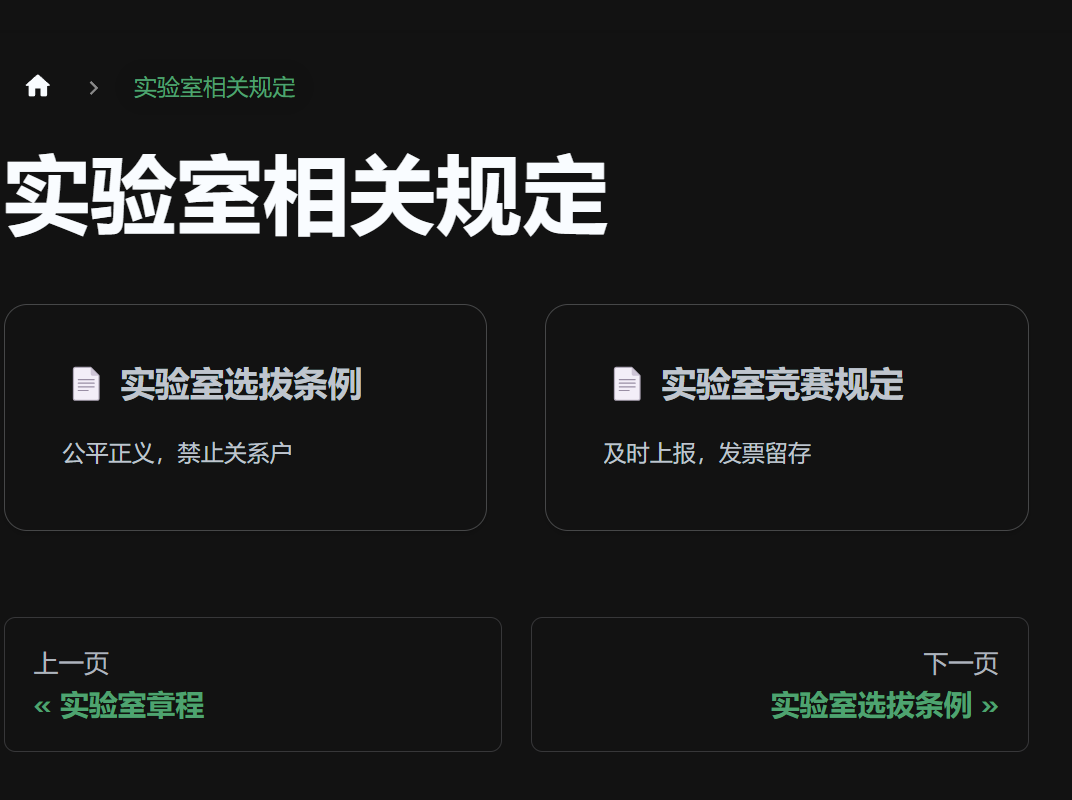 实验室相关规定
实验室相关规定
实验室选拔条例
公平正义，禁止关系户
实验室竞赛规定
及时上报，发票留存
上一页
« 实验室章程
下一页
实验室选拔条例 »